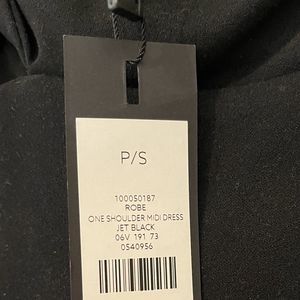 P/S
100050187
ROBE
ONE SHOULDER MIDI DRESS
JET BLACK
06V 191 73
0540956